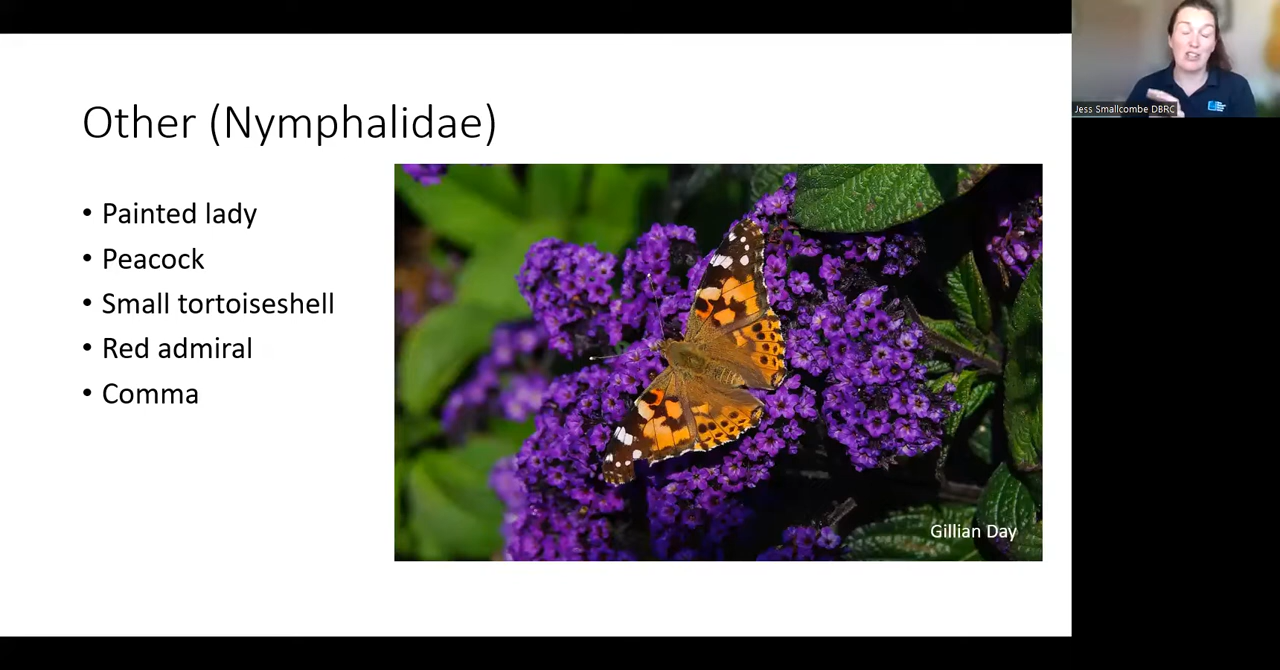 Other (Nymphalidae)
• Painted lady
• Peacock
• Small tortoiseshell
• Red admiral
• Comma
Gillian Day
Jess Smallcombe DBRC